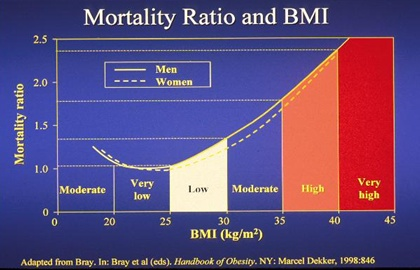 Mortality Ratio and BMI
2.5
2.0
1.5
1.0
0
Mortality ratio
Men
Women
Moderate
Very
low
Low
Moderate
High
Very
high
0 20 25 30 35 40 45
BMI (kg/m²)
Adapted from Bray. In: Bray et al (eds). Handbook of Obesity. NY: Marcel Dekker, 1998:846